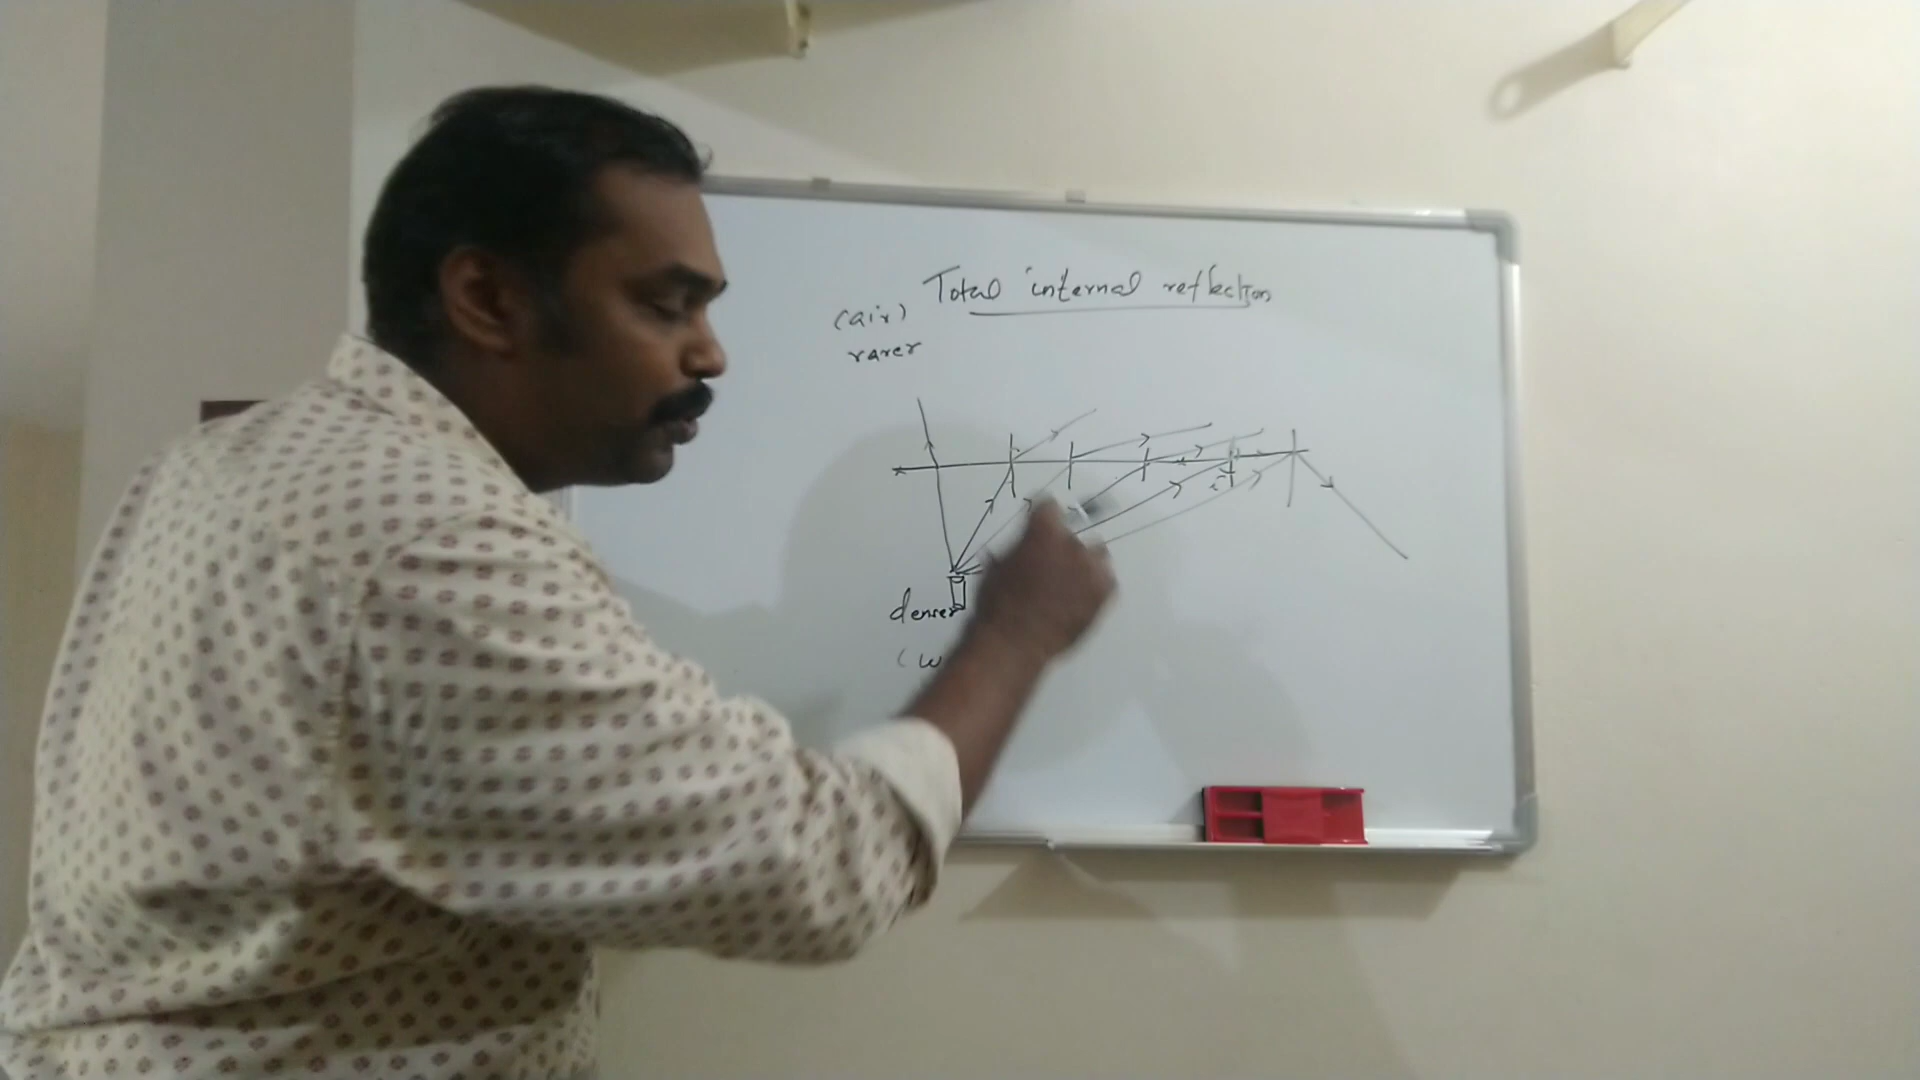 Total internal reflection
(air)
rarer
denser
(w